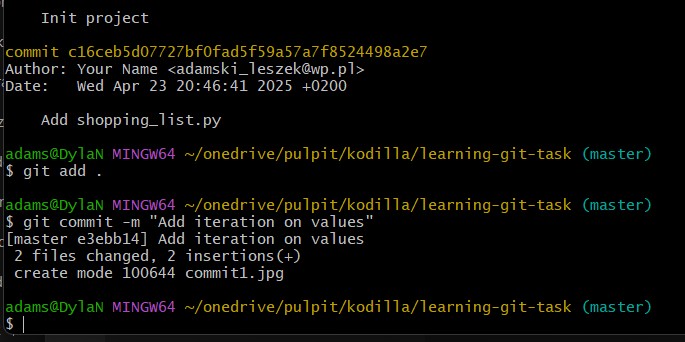 Init project
commit c16ceb5d07727bf0fad5f59a57a7f8524498a2e7
Author: Your Name <adamski_leszek@wp.pl>
Date:   Wed Apr 23 20:46:41 2025 +0200
Add shopping_list.py
adams@DylaN MINGW64 ~/onedrive/pulpit/kodilla/learning-git-task (master)
$ git add .
adams@DylaN MINGW64 ~/onedrive/pulpit/kodilla/learning-git-task (master)
$ git commit -m "Add iteration on values"
[master e3ebb14] Add iteration on values
 2 files changed, 2 insertions(+)
 create mode 100644 commit1.jpg
adams@DylaN MINGW64 ~/onedrive/pulpit/kodilla/learning-git-task (master)
$